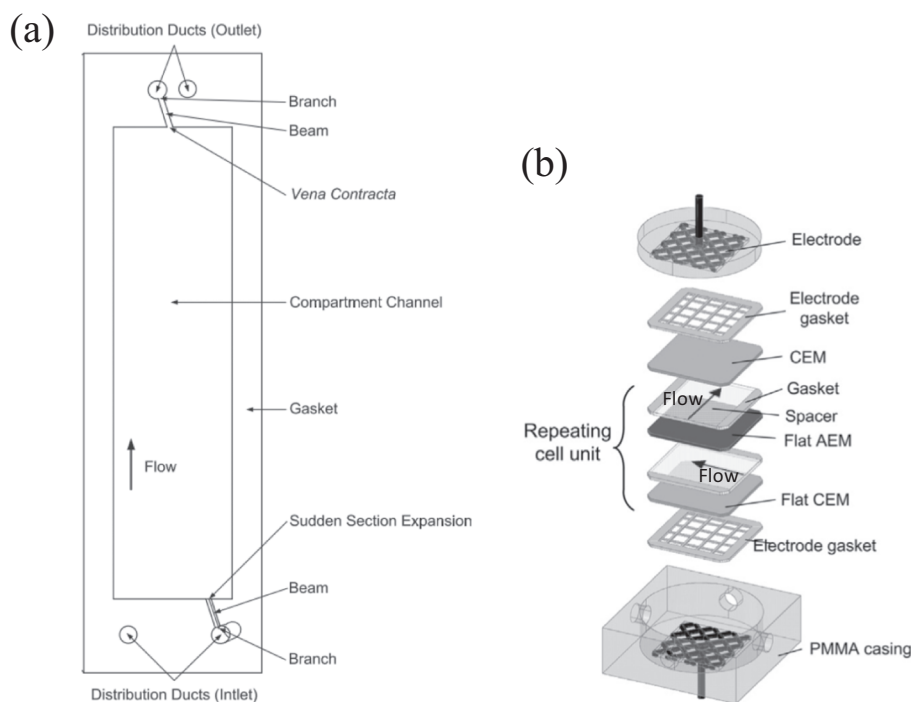 (a)
Distribution Ducts (Outlet)
Branch
Beam
Vena Contracta
Compartment Channel
Gasket
Flow
Sudden Section Expansion
Beam
Branch
Distribution Ducts (Intlet)
(b)
Electrode
Electrode
gasket
CEM
Gasket
Flow
Spacer
Flat AEM
Repeating
cell unit
Flow
Flat CEM
Electrode gasket
PMMA casing